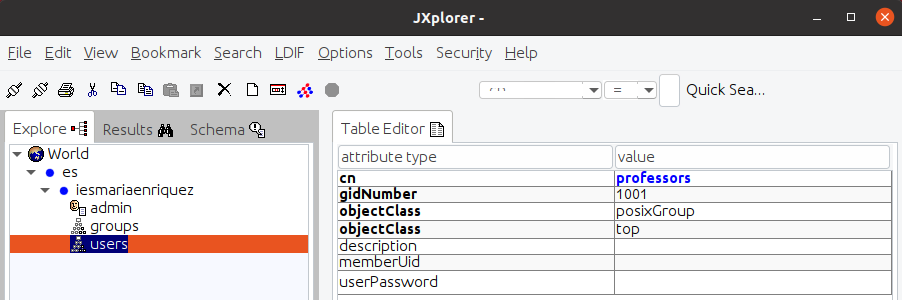 JXplorer -
File Edit View Bookmark Search LDIF Options Tools Security Help
= Quick Sea...
Explore Results Schema
Table Editor
World
es
iesmariaenriquez
admin
groups
users
attribute type value
cn professors
gidNumber 1001
objectClass posixGroup
objectClass top
description
memberUid
userPassword